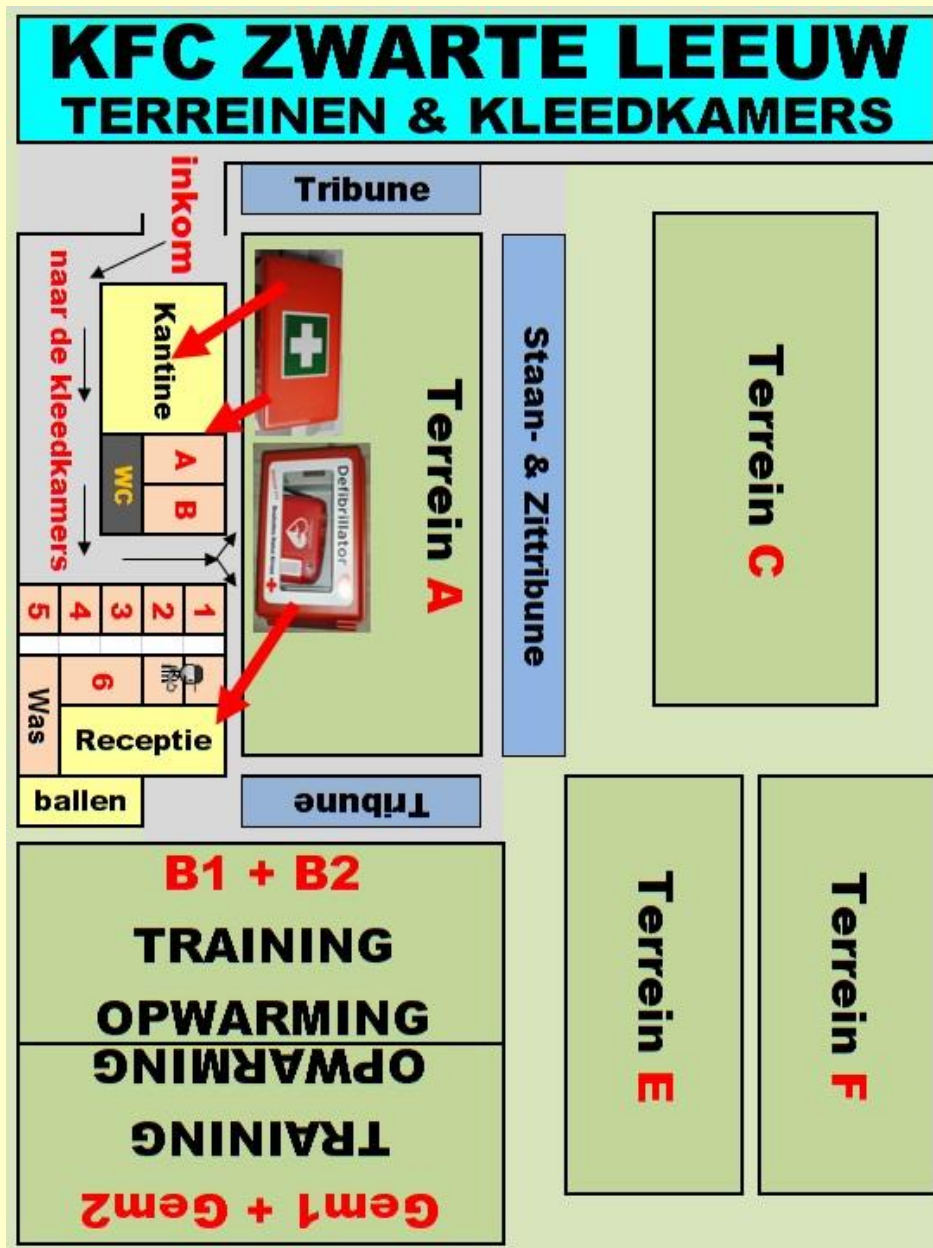 KFC ZWARTE LEEUW
TERREINEN & KLEEDKAMERS
inkom
Tribune
naar de kleedkamers
Kantine
WC
A
B
Defibrillator
Terrein A
Staan- & Zittribune
Terrein C
5
4
3
2
1
6
Was
Receptie
ballen
Tribune
B1 + B2
TRAINING
OPWARMING
OPWARMING
TRAINING
Gem1 + Gem2
Terrein E
Terrein F